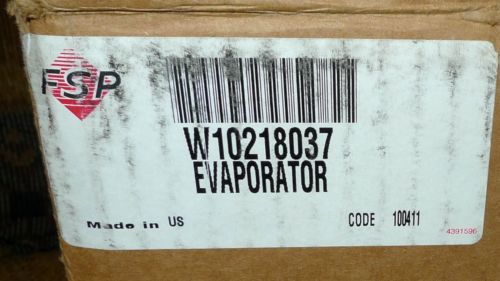 FSP
W10218037
EVAPORATOR
Made in US
CODE 100411
4391596